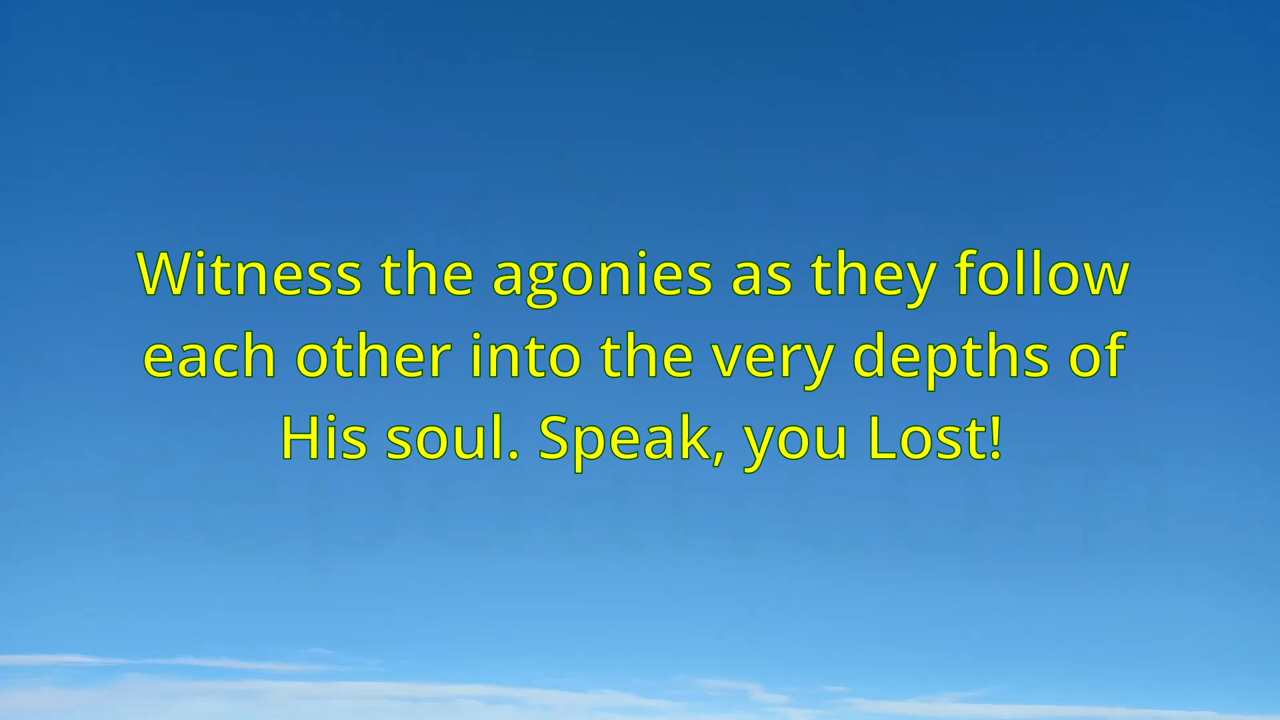 Witness the agonies as they follow
each other into the very depths of
His soul. Speak, you Lost!